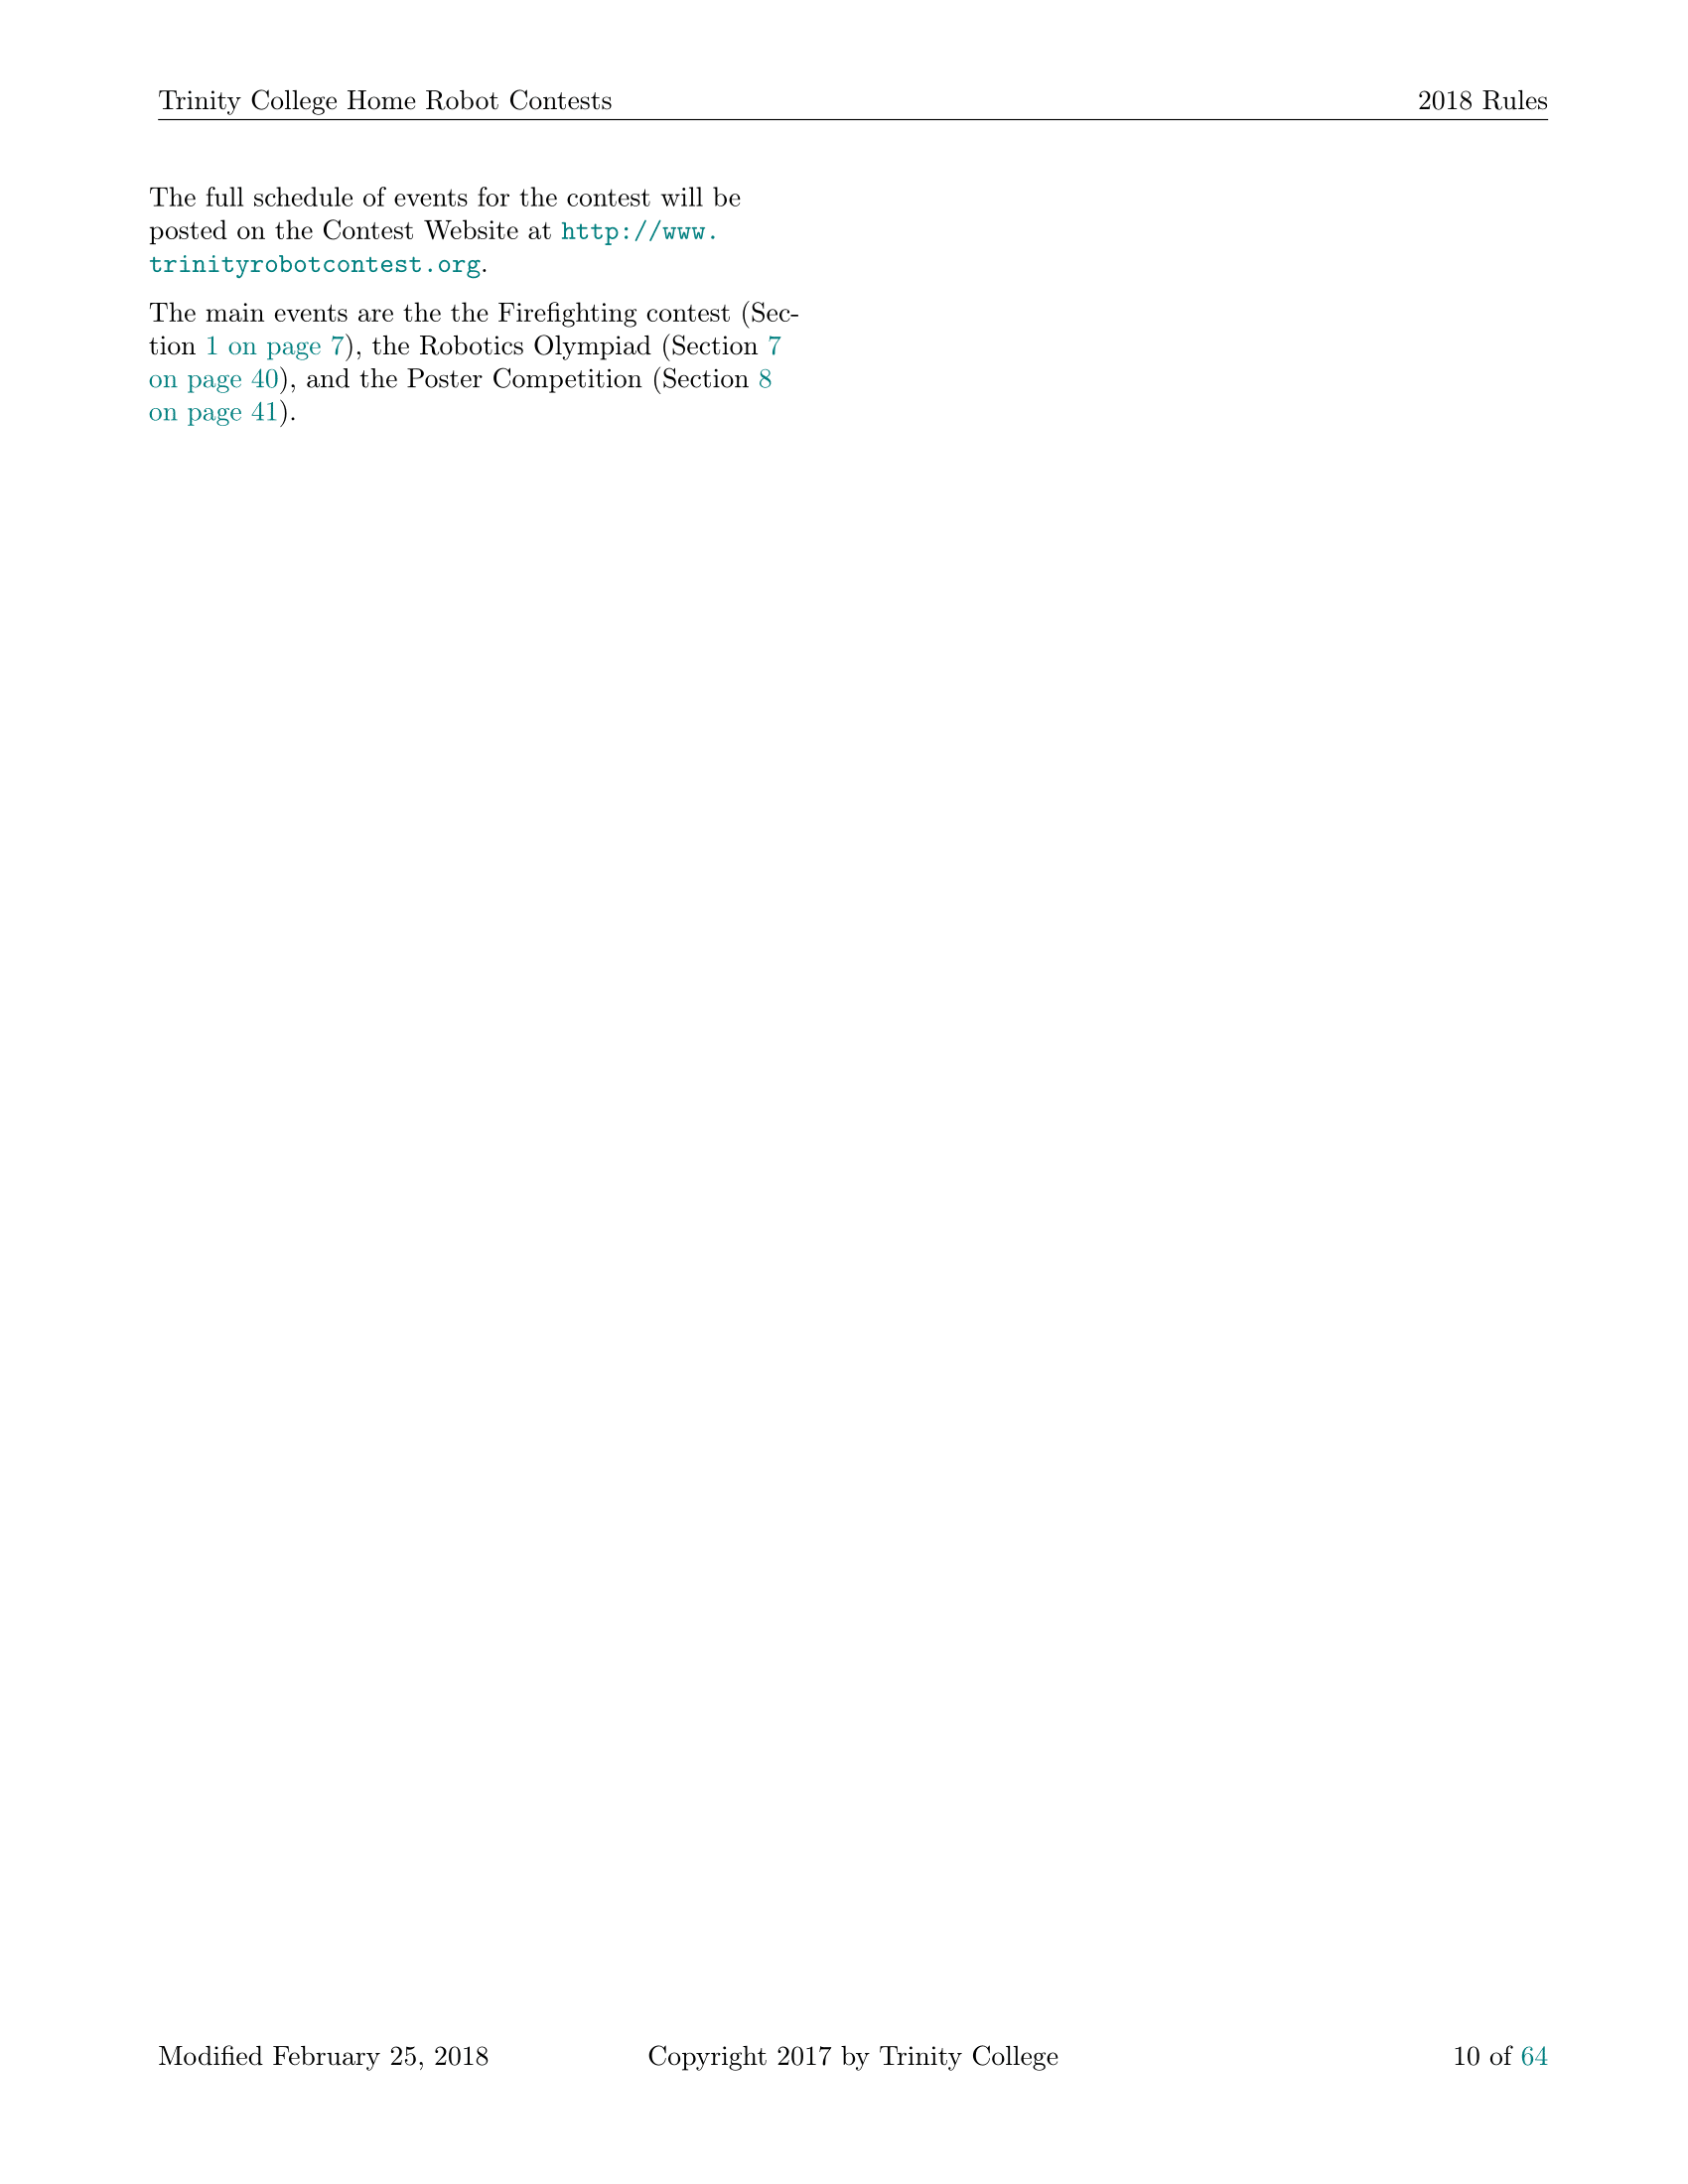 Trinity College Home Robot Contests 2018 Rules
The full schedule of events for the contest will be
posted on the Contest Website at http://www.
trinityrobotcontest.org.
The main events are the the Firefighting contest (Sec-
tion 1 on page 7), the Robotics Olympiad (Section 7
on page 40), and the Poster Competition (Section 8
on page 41).
Modified February 25, 2018 Copyright 2017 by Trinity College 10 of 64